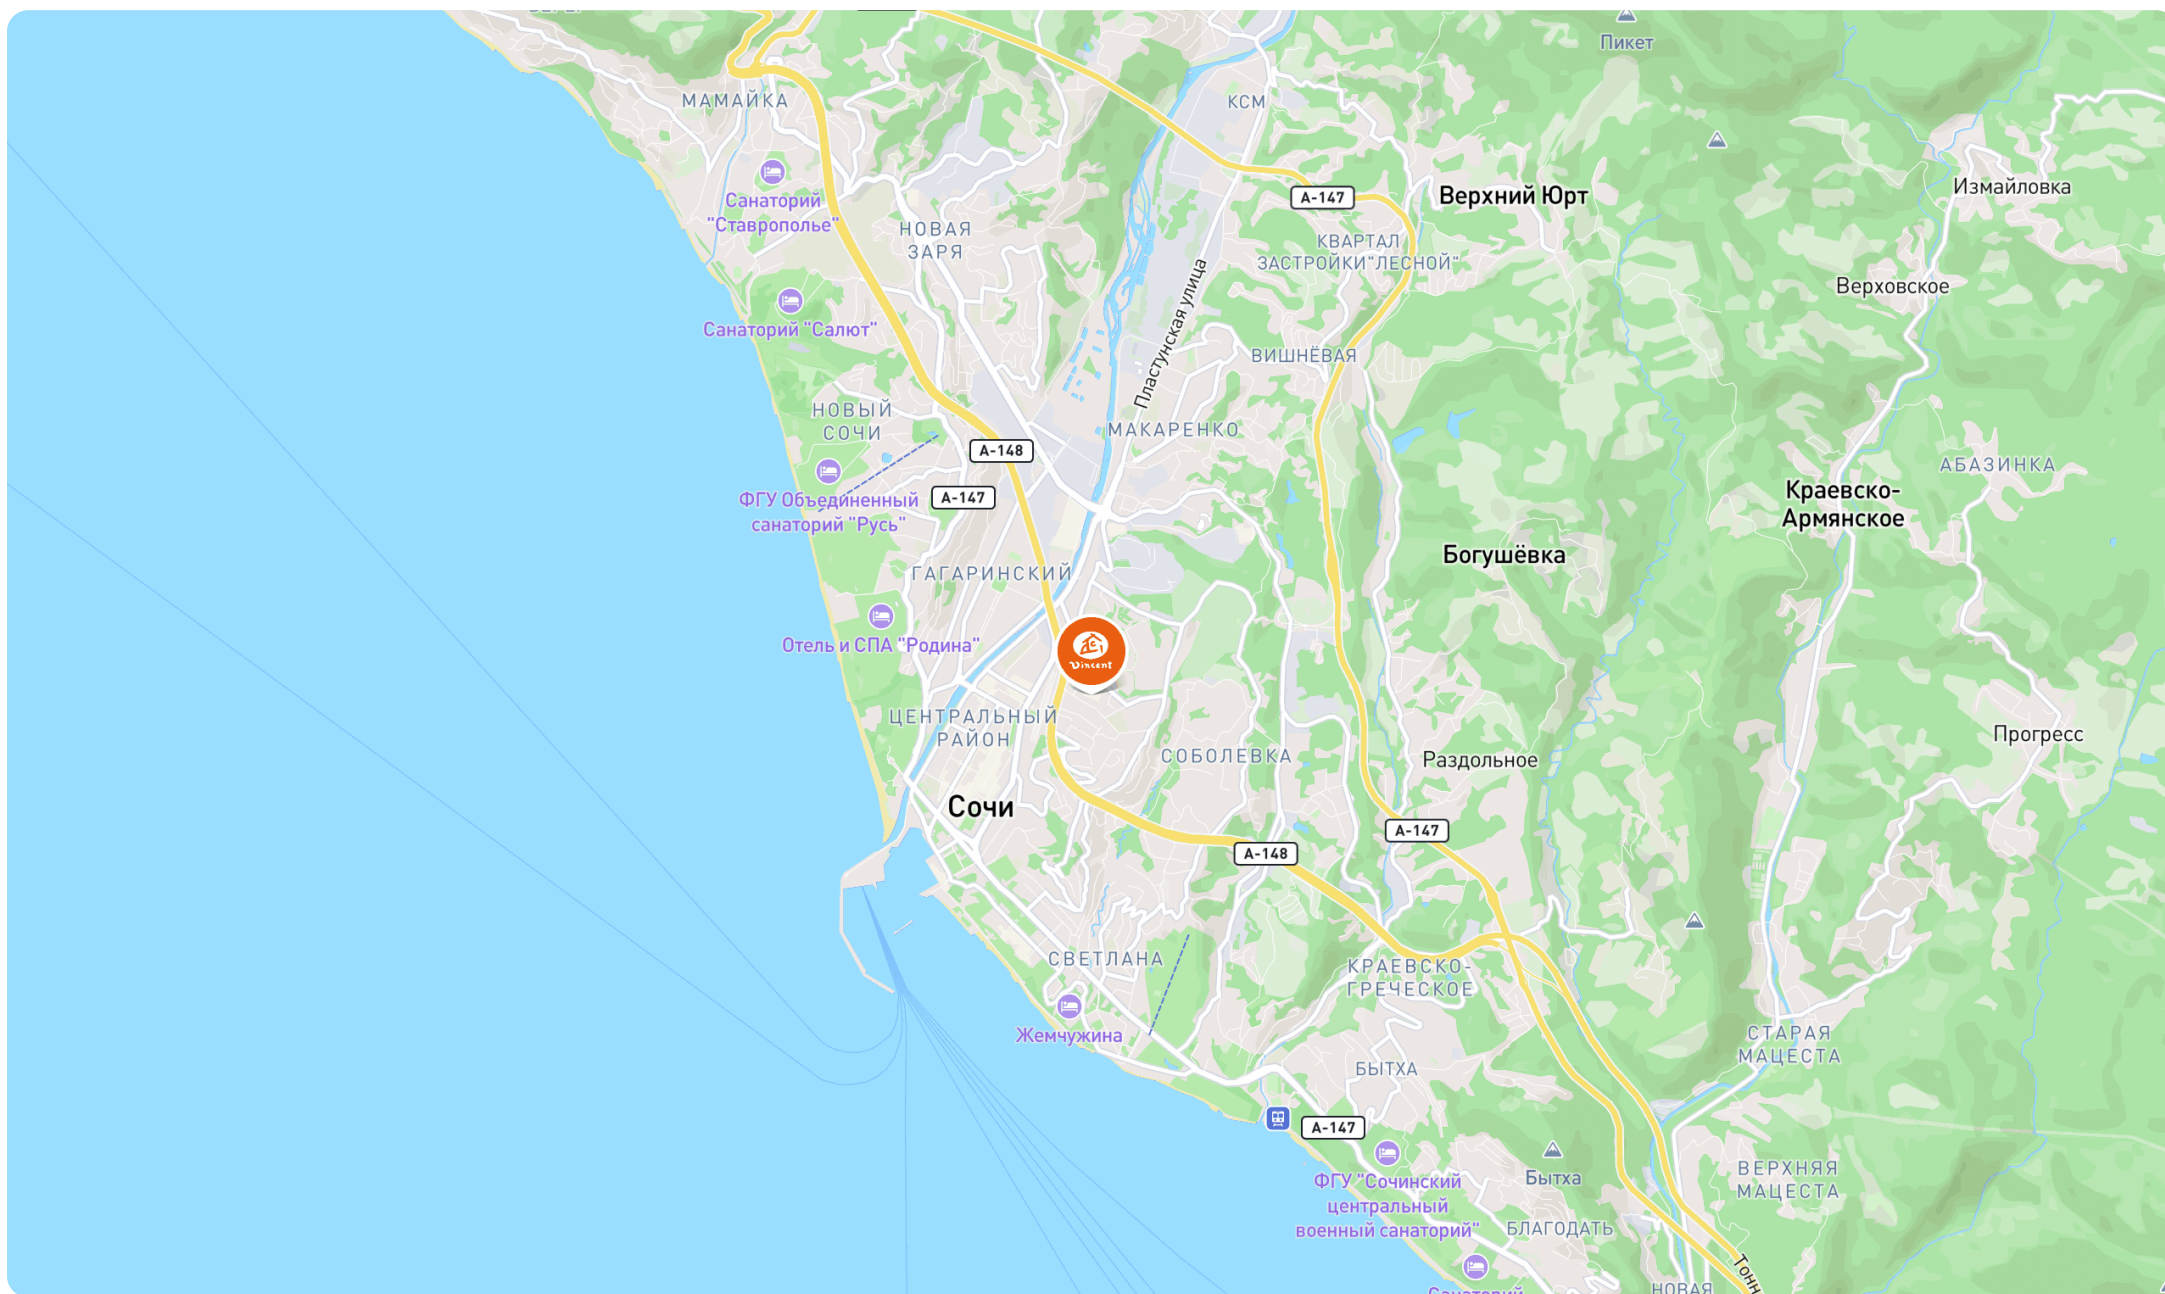 Пикет
МАМАЙКА
КСМ
Санаторий
"Ставрополье"
А-147
Верхний Юрт
Измайловка
НОВАЯ
ЗАРЯ
КВАРТАЛ
ЗАСТРОЙКИ"ЛЕСНОЙ"
Верховское
Санаторий "Салют"
Пластунская улица
ВИШНЁВАЯ
НОВЫЙ
СОЧИ
МАКАРЕНКО
А-148
АБАЗИНКА
ФГУ Объединенный
санаторий "Русь"
А-147
Краевско-
Армянское
Богушёвка
ГАГАРИНСКИЙ
Отель и СПА "Родина"
Vincent
ЦЕНТРАЛЬНЫЙ
РАЙОН
СОБОЛЕВКА
Раздольное
Прогресс
Сочи
А-148
А-147
СВЕТЛАНА
КРАЕВСКО-
ГРЕЧЕСКОЕ
Жемчужина
СТАРАЯ
МАЦЕСТА
БЫТХА
А-147
ФГУ "Сочинский
центральный
военный санаторий"
Бытха
ВЕРХНЯЯ
МАЦЕСТА
БЛАГОДАТЬ
Тонн
НОВАЯ
Санаторий